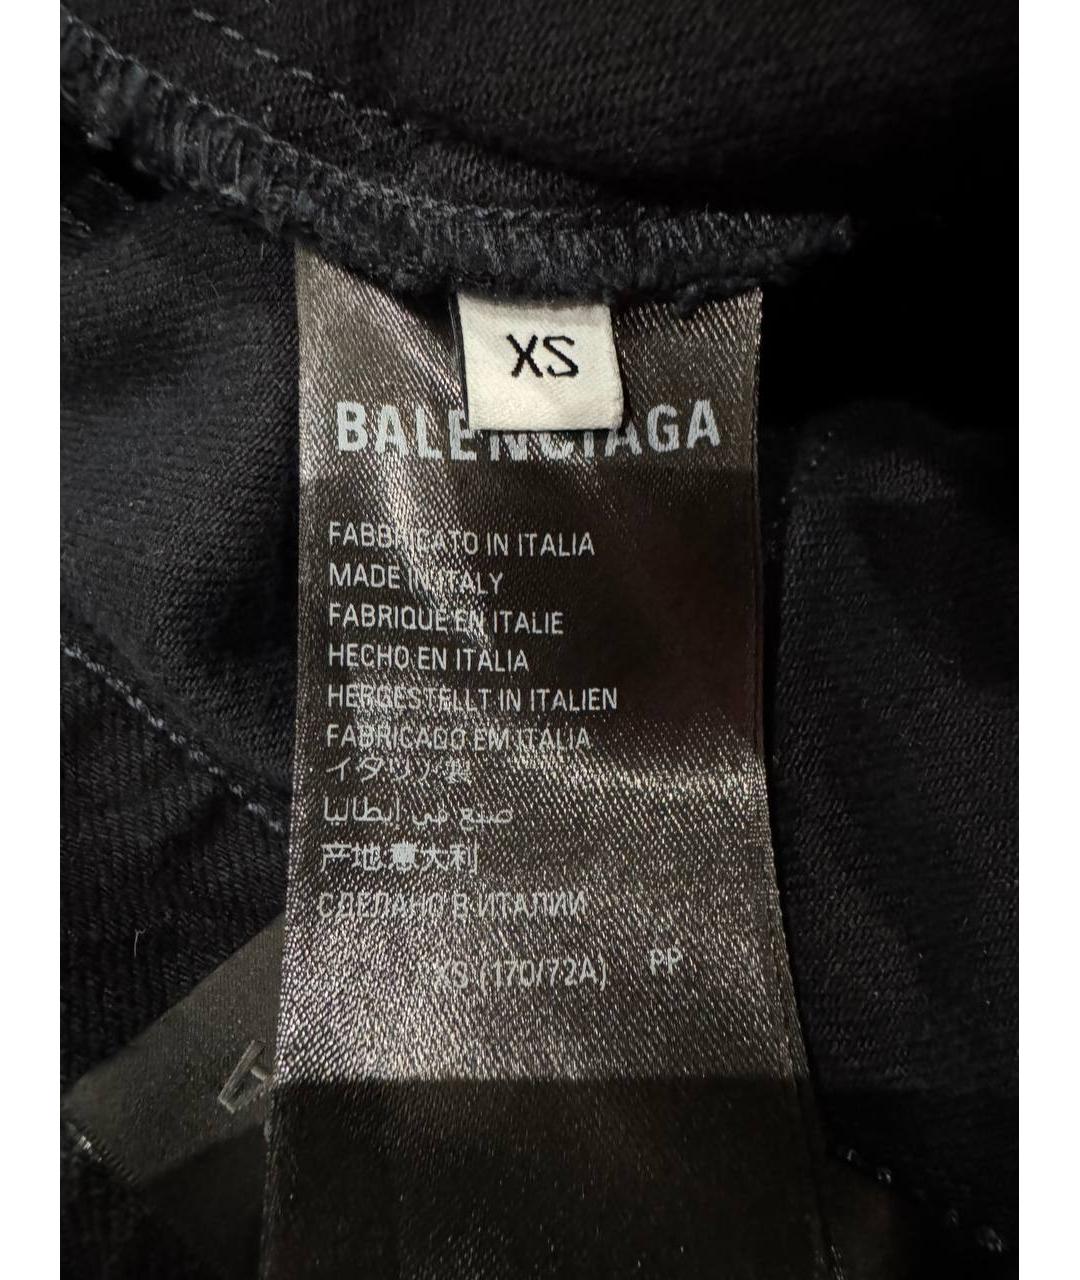 XS
BALENCIAGA
FABBRICATO IN ITALIA
MADE IN ITALY
FABRIQUE EN ITALIE
HECHO EN ITALIA
HERGESTELLT IN ITALIEN
FABRICADO EM ITALIA
イタリア製
صنع في ايطاليا
产地:意大利
СДЕЛАНО В ИТАЛИИ
XS (170/72A) PP